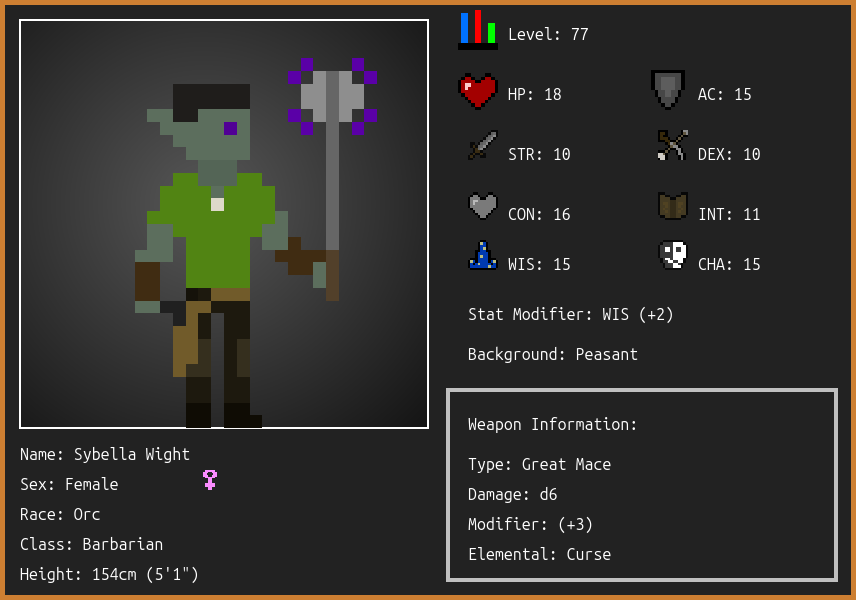 Level: 77
HP: 18
AC: 15
STR: 10
DEX: 10
CON: 16
INT: 11
WIS: 15
CHA: 15
Stat Modifier: WIS (+2)
Background: Peasant
Weapon Information:
Type: Great Mace
Damage: d6
Modifier: (+3)
Elemental: Curse
Name: Sybella Wight
Sex: Female
Race: Orc
Class: Barbarian
Height: 154cm (5'1")